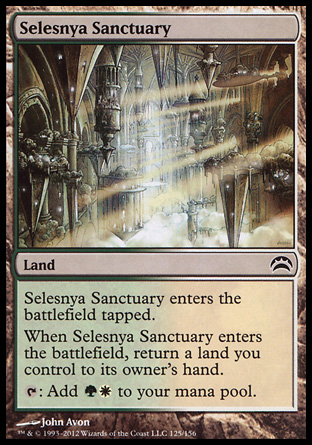 Selesnya Sanctuary
Land
Selesnya Sanctuary enters the
battlefield tapped.
When Selesnya Sanctuary enters
the battlefield, return a land you
control to its owner's hand.
: Add to your mana pool.
John Avon
™ & © 1993-2012 Wizards of the Coast LLC 125/156